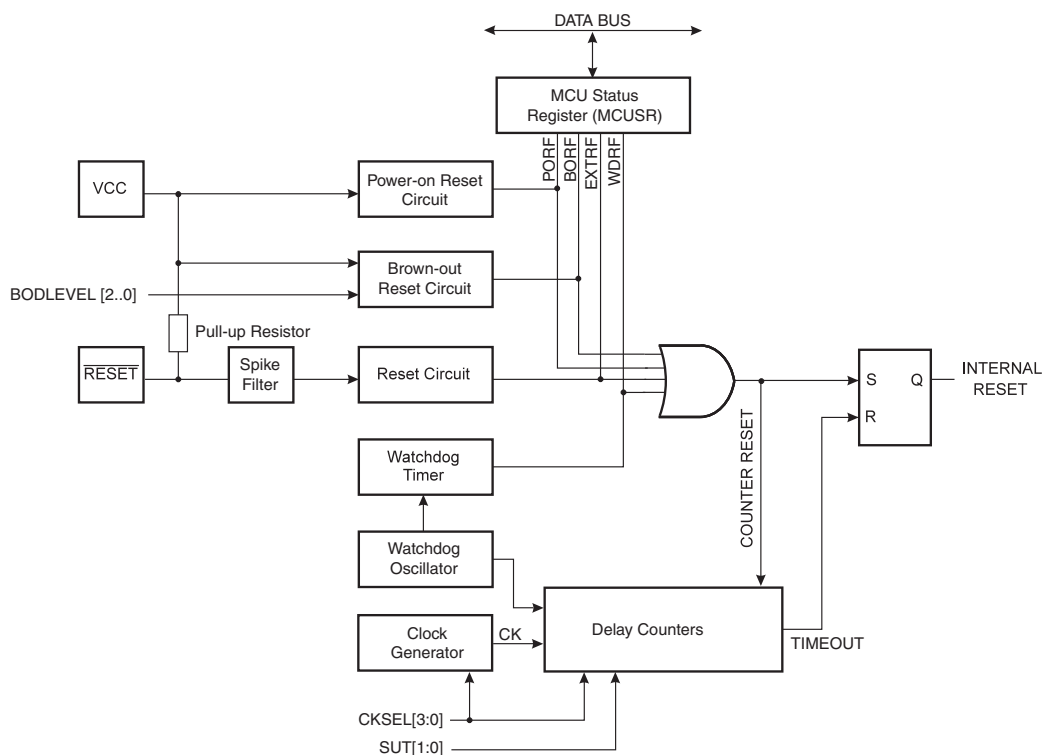 DATA BUS
MCU Status
Register (MCUSR)
PORF
BORF
EXTRF
WDRF
VCC
Power-on Reset
Circuit
Brown-out
Reset Circuit
BODLEVEL [2..0]
Pull-up Resistor
RESET
Spike
Filter
Reset Circuit
S
Q
R
INTERNAL
RESET
COUNTER RESET
Watchdog
Timer
Watchdog
Oscillator
Clock
Generator
CK
Delay Counters
TIMEOUT
CKSEL[3:0]
SUT[1:0]